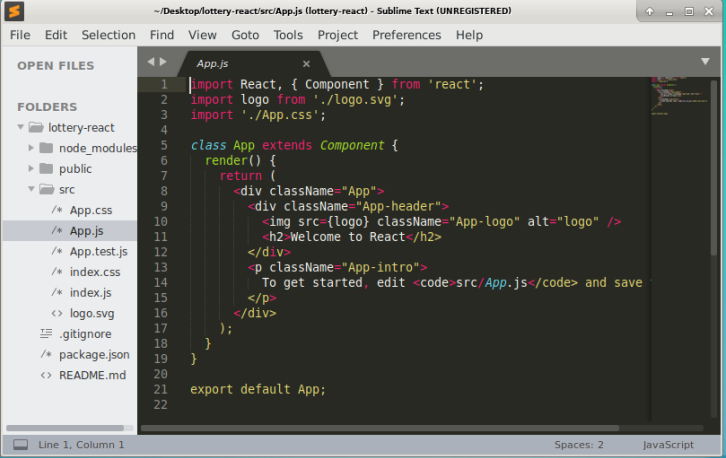 ~/Desktop/lottery-react/src/App.js (lottery-react) - Sublime Text (UNREGISTERED)
File Edit Selection Find View Goto Tools Project Preferences Help
OPEN FILES
FOLDERS
lottery-react
node_modules
public
src
/* App.css
/* App.js
/* App.test.js
/* index.css
/* index.js
<> logo.svg
.gitignore
/* package.json
<> README.md
App.js ×
1 import React, { Component } from 'react';
2 import logo from './logo.svg';
3 import './App.css';
4
5 class App extends Component {
6 render() {
7 return (
8 <div className="App">
9 <div className="App-header">
10 <img src={logo} className="App-logo" alt="logo" />
11 <h2>Welcome to React</h2>
12 </div>
13 <p className="App-intro">
14 To get started, edit <code>src/App.js</code> and save
15 </p>
16 </div>
17 );
18 }
19 }
20
21 export default App;
22
Line 1, Column 1 Spaces: 2 JavaScript